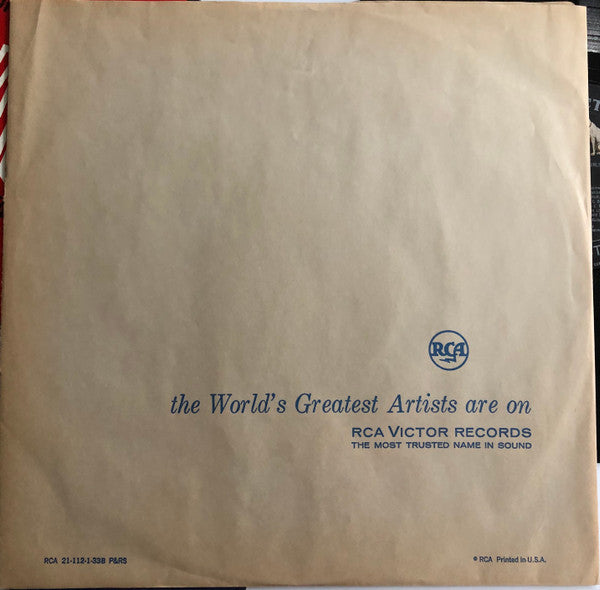 RCA
the World's Greatest Artists are on
RCA VICTOR RECORDS
THE MOST TRUSTED NAME IN SOUND
RCA 21-112-1-33B P&RS
© RCA Printed in U.S.A.